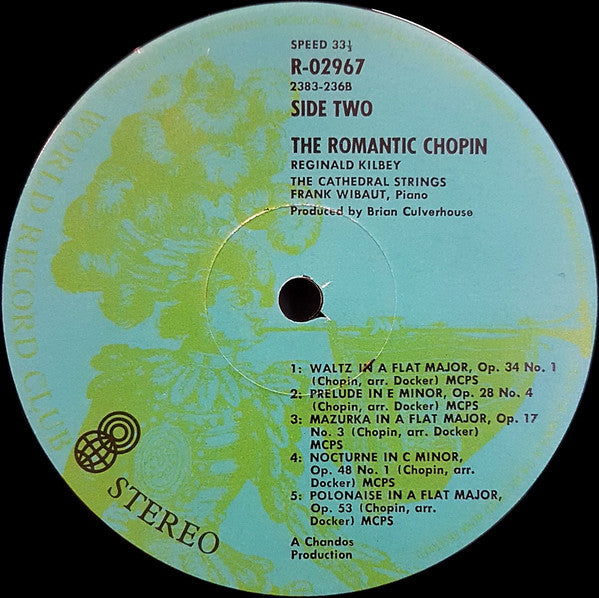 SPEED 33⅓
R-02967
2383-236B
SIDE TWO
THE ROMANTIC CHOPIN
REGINALD KILBEY
THE CATHEDRAL STRINGS
FRANK WIBAUT, Piano
Produced by Brian Culverhouse
1: WALTZ IN A FLAT MAJOR, Op. 34 No. 1
(Chopin, arr. Docker) MCPS
2: PRELUDE IN E MINOR, Op. 28 No. 4
(Chopin, arr. Docker) MCPS
3: MAZURKA IN A FLAT MAJOR, Op. 17
No. 3 (Chopin, arr. Docker)
MCPS
4: NOCTURNE IN C MINOR,
Op. 48 No. 1 (Chopin, arr.
Docker) MCPS
5: POLONAISE IN A FLAT MAJOR,
Op. 53 (Chopin, arr.
Docker) MCPS
A Chandos
Production
WORLD RECORD CLUB
STEREO